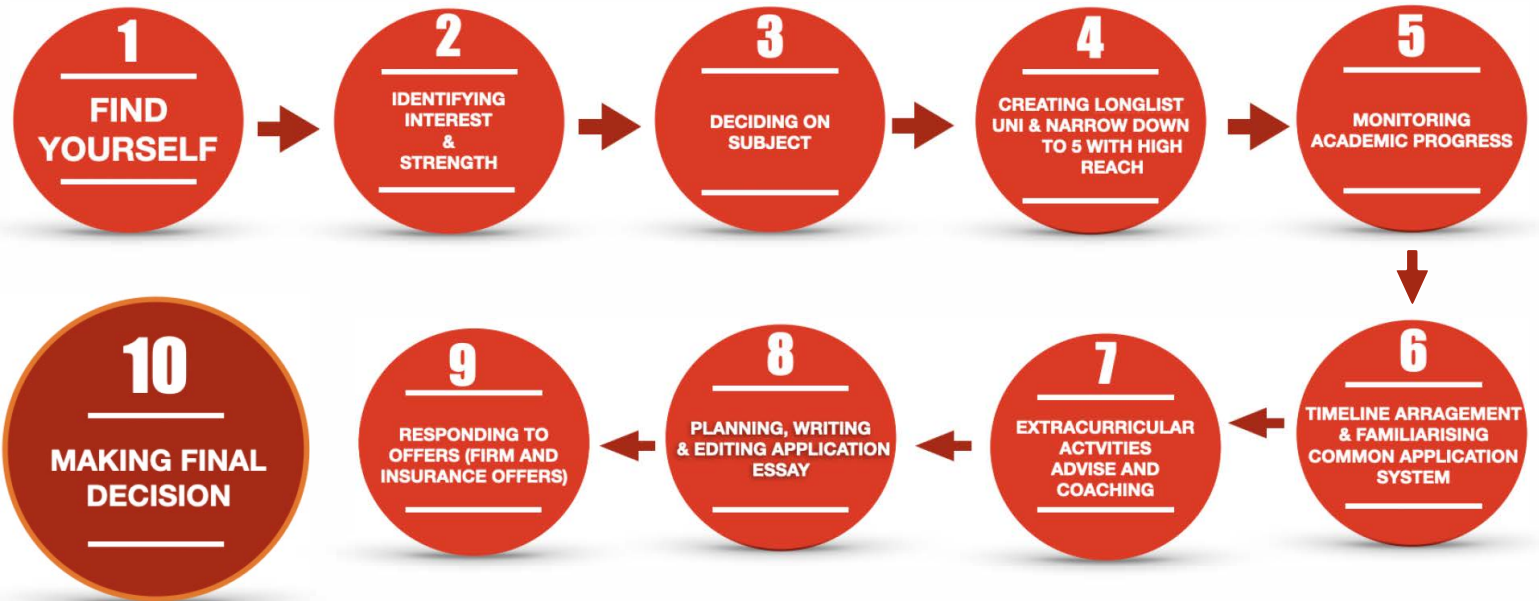 1
FIND
YOURSELF
2
IDENTIFYING
INTEREST
&
STRENGTH
3
DECIDING ON
SUBJECT
4
CREATING LONGLIST
UNI & NARROW DOWN
TO 5 WITH HIGH
REACH
5
MONITORING
ACADEMIC PROGRESS
6
TIMELINE ARRAGEMENT
& FAMILIARISING
COMMON APPLICATION
SYSTEM
7
EXTRACURRICULAR
ACTVITIES
ADVISE AND
COACHING
8
PLANNING, WRITING
& EDITING APPLICATION
ESSAY
9
RESPONDING TO
OFFERS (FIRM AND
INSURANCE OFFERS)
10
MAKING FINAL
DECISION